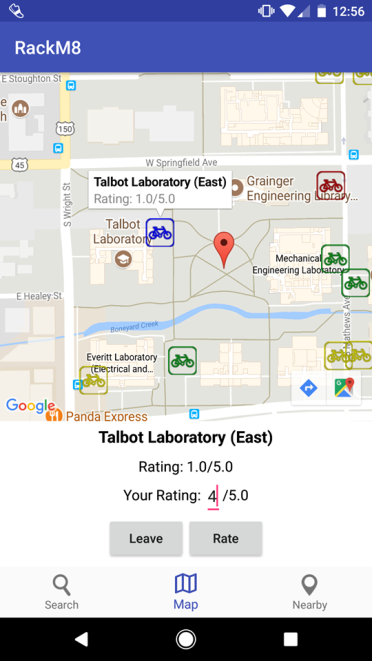 12:56
RackM8
E Stoughton St
e
h
150
45
W Springfield Ave
Talbot Laboratory (East)
Rating: 1.0/5.0
Grainger
Engineering Library...
S Wright St
Talbot
Laboratory
Mechanical
Engineering Laboratory
E Healey St
Boneyard Creek
Mathews Ave
Everitt Laboratory
(Electrical and...
Google
Panda Express
Talbot Laboratory (East)
Rating: 1.0/5.0
Your Rating: 4 /5.0
Leave
Rate
Search
Map
Nearby